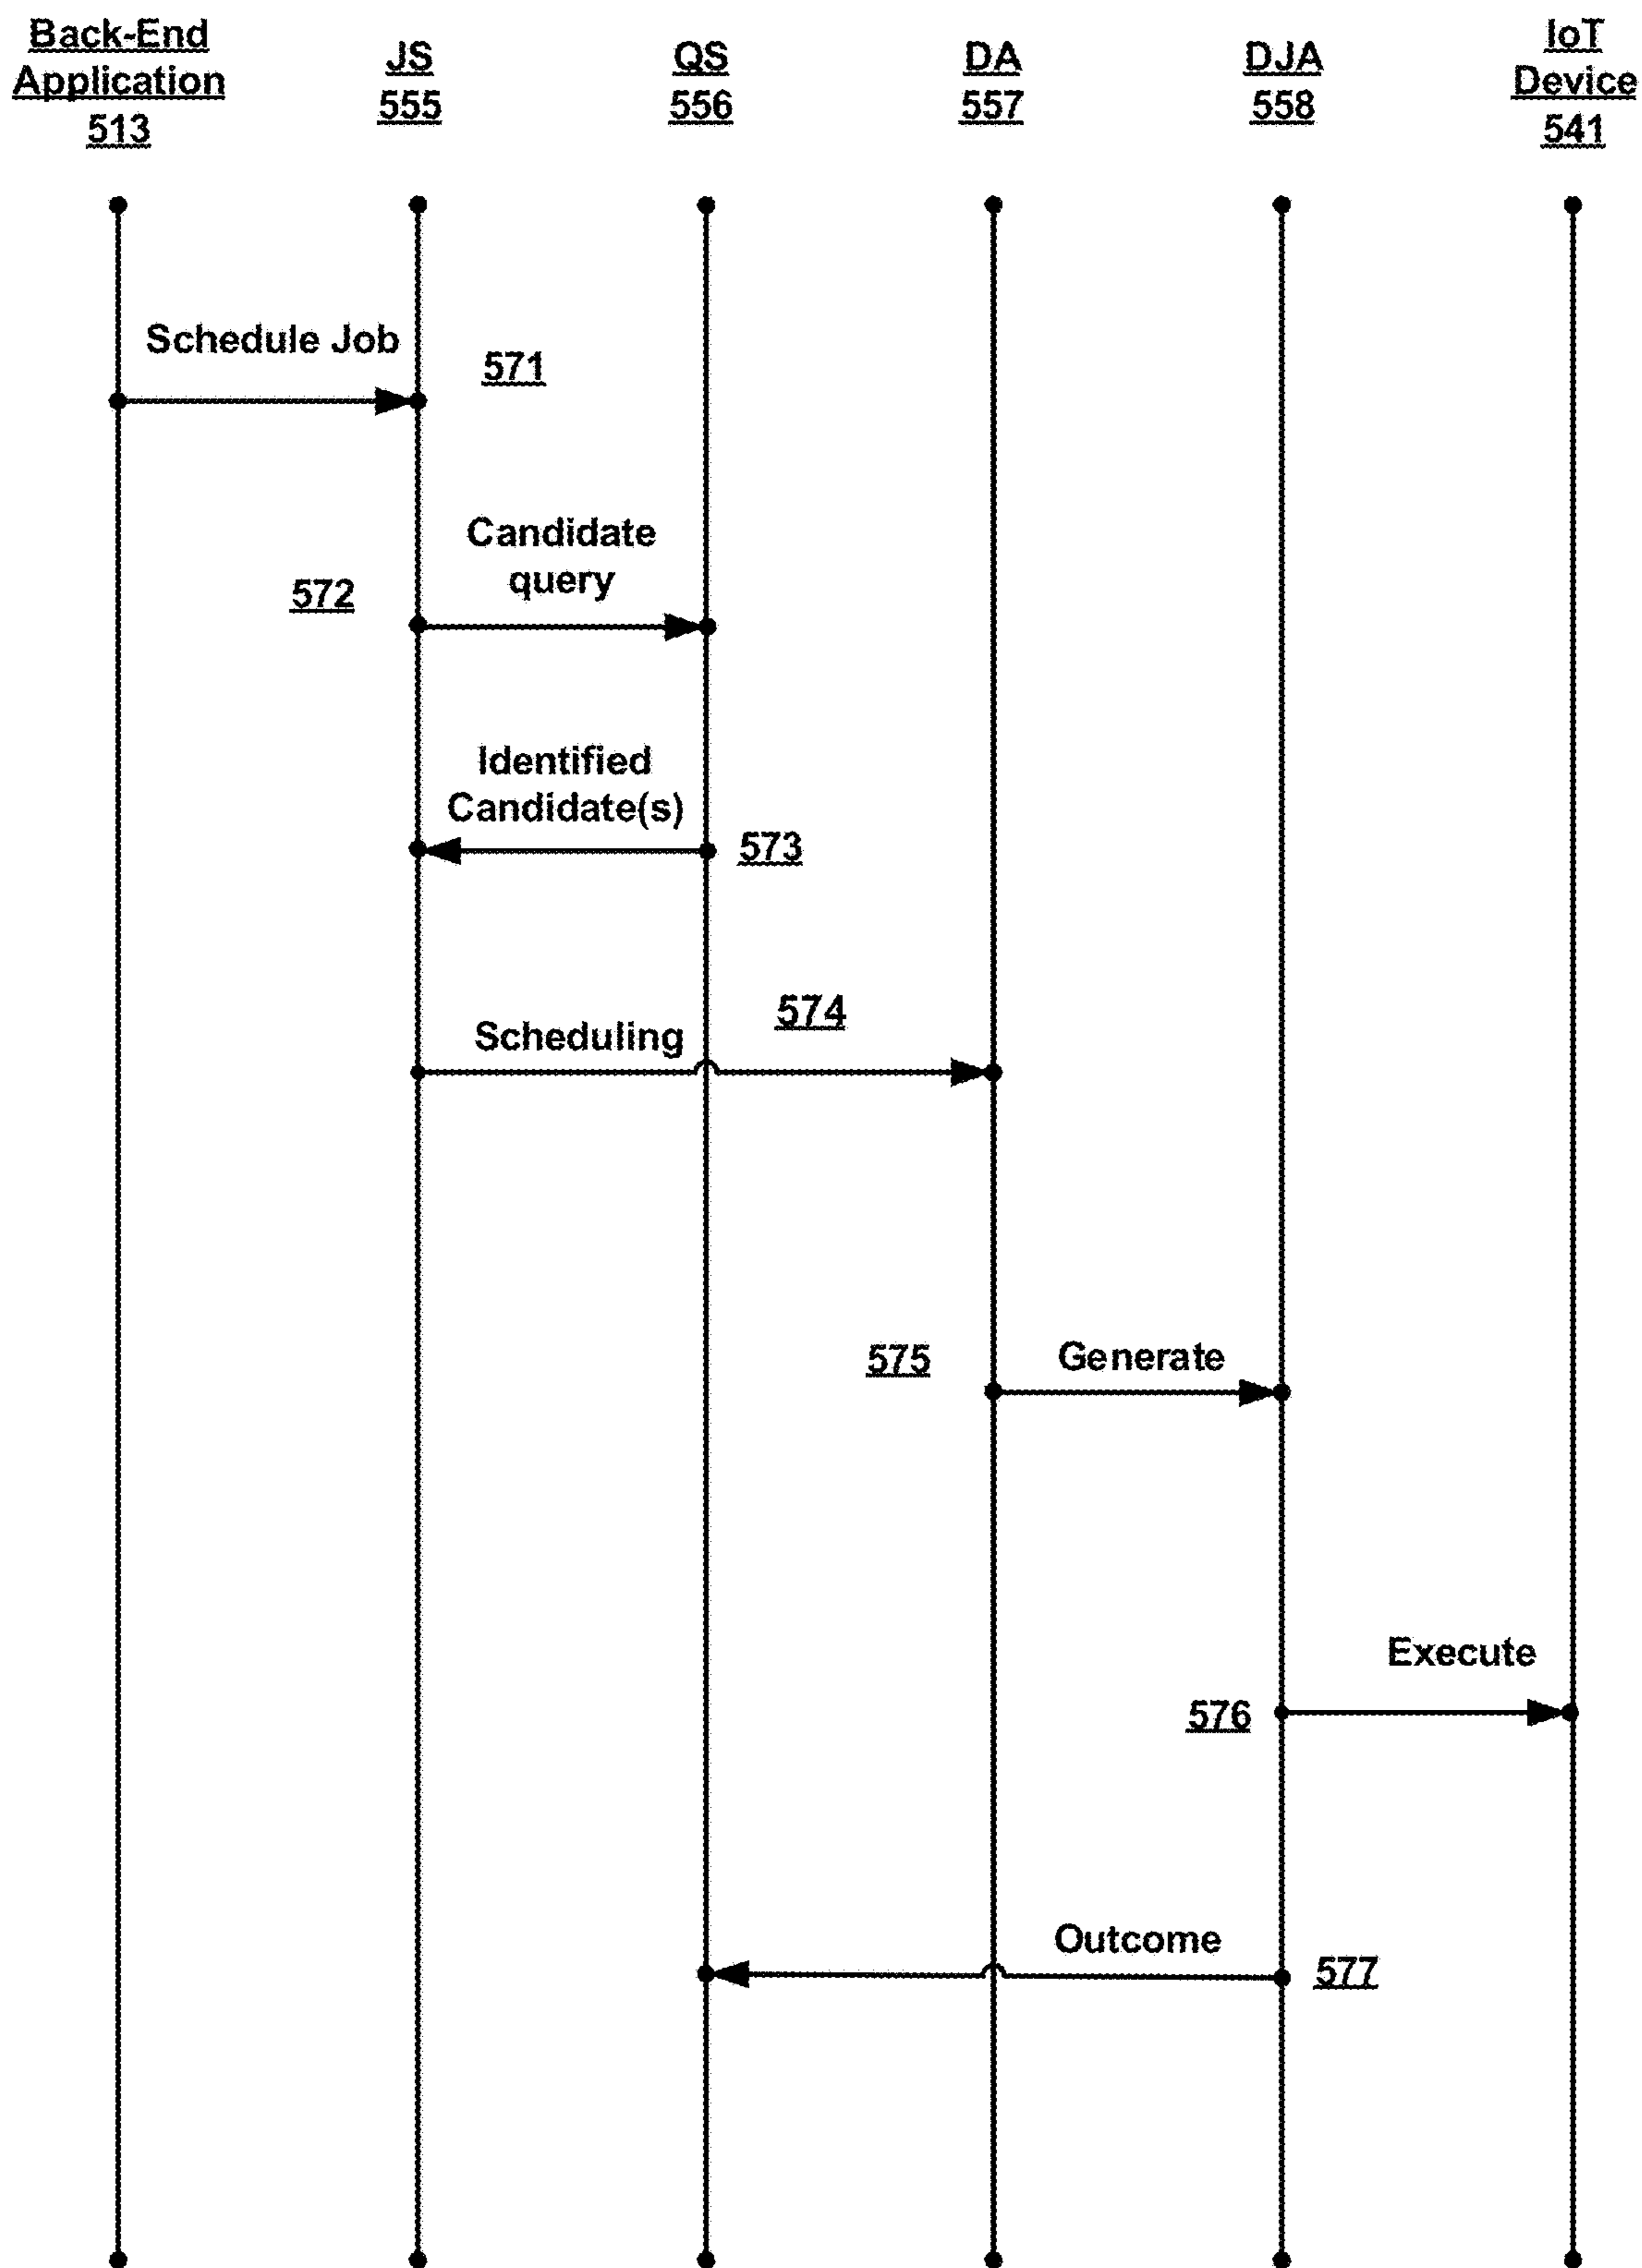 Back-End
Application
513
JS
555
QS
556
DA
557
DJA
558
IoT
Device
541
Schedule Job
571
Candidate
query
572
Identified
Candidate(s)
573
574
Scheduling
575
Generate
Execute
576
Outcome
577